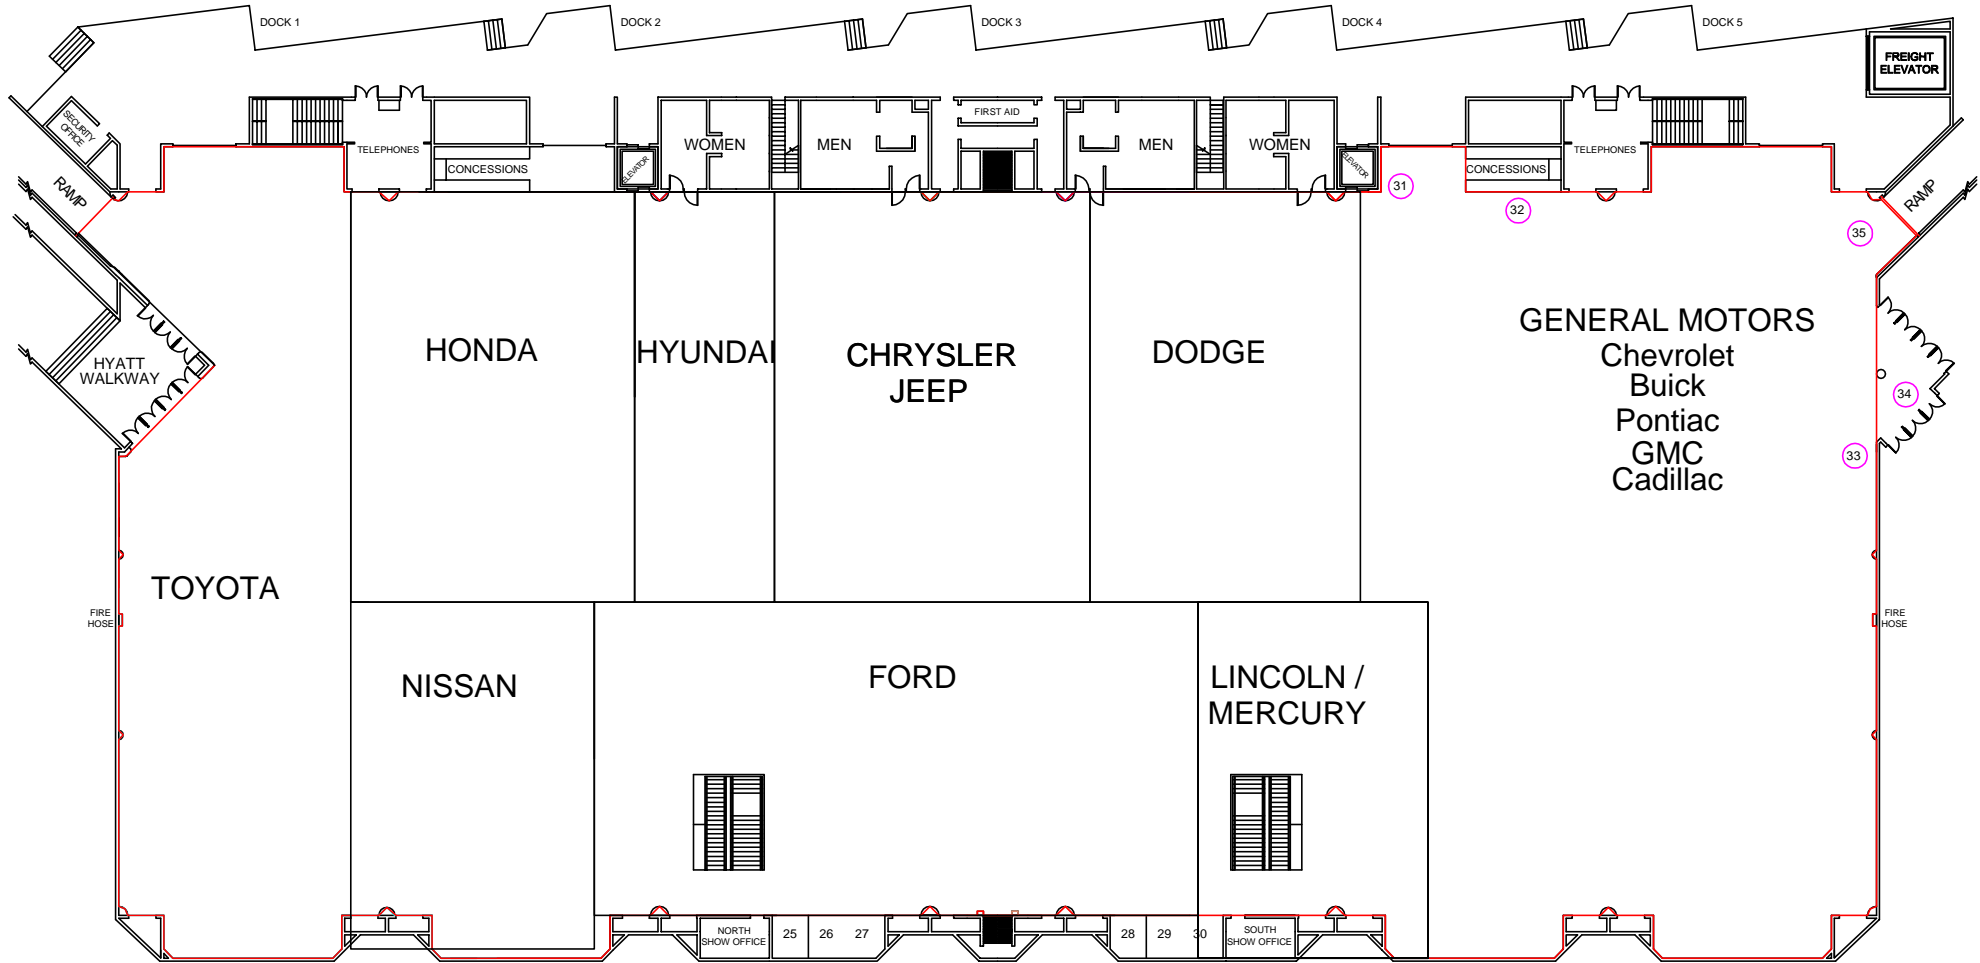 DOCK 1
DOCK 2
DOCK 3
DOCK 4
DOCK 5
FREIGHT
ELEVATOR
SECURITY
OFFICE
TELEPHONES
CONCESSIONS
ELEVATOR
WOMEN
MEN
FIRST AID
MEN
WOMEN
ELEVATOR
CONCESSIONS
TELEPHONES
RAMP
RAMP
31
32
35
HYATT
WALKWAY
HONDA
HYUNDAI
CHRYSLER
JEEP
DODGE
GENERAL MOTORS
Chevrolet
Buick
Pontiac
GMC
Cadillac
34
33
TOYOTA
FIRE
HOSE
FIRE
HOSE
NISSAN
FORD
LINCOLN /
MERCURY
NORTH
SHOW OFFICE
25
26
27
28
29
30
SOUTH
SHOW OFFICE